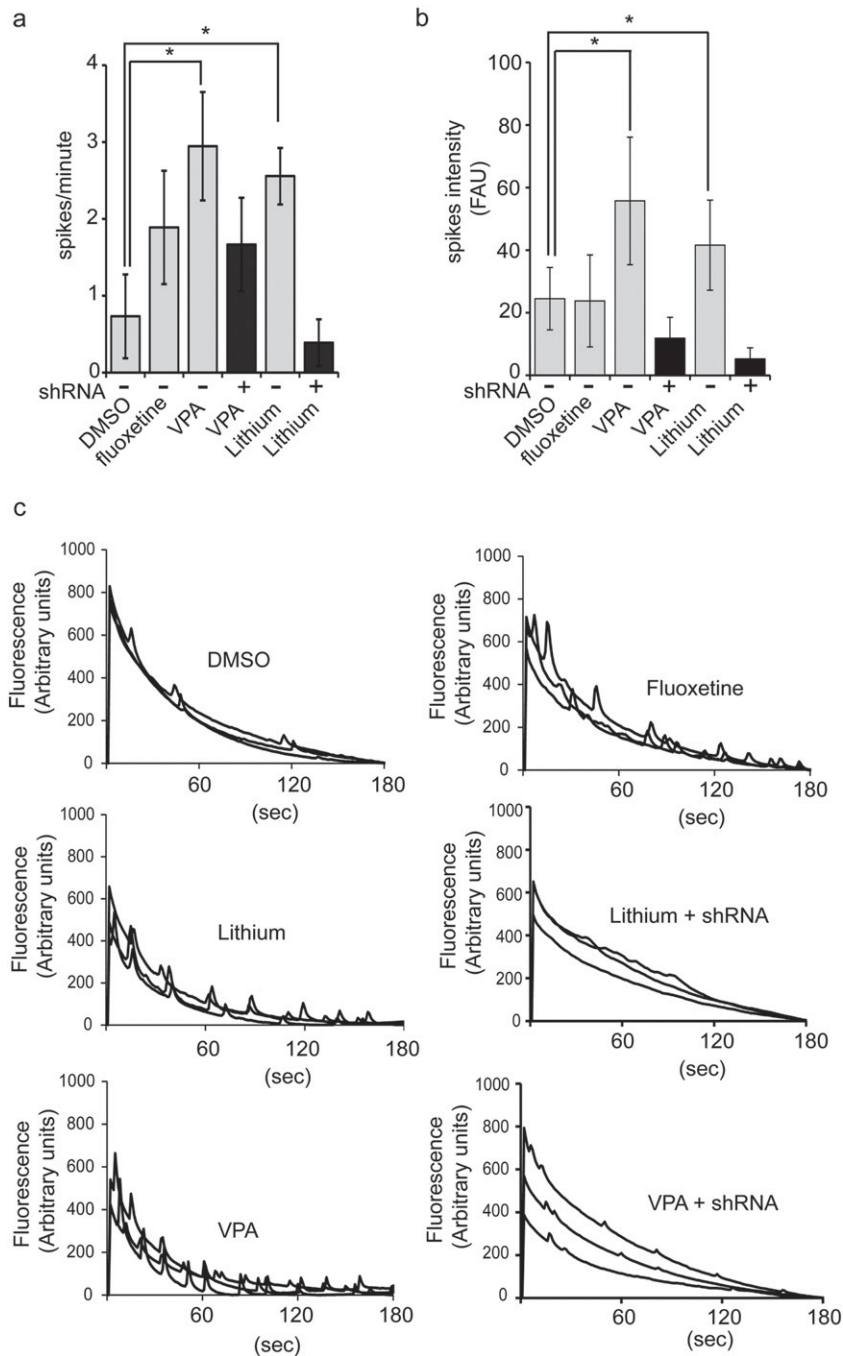 a
* 
*
4
3
2
1
0
spikes/minute
shRNA - - - + - +
DMSO
fluoxetine
VPA
VPA
Lithium
Lithium
b
*
*
100
80
60
40
20
0
spikes intensity
(FAU)
shRNA - - - + - +
DMSO
fluoxetine
VPA
VPA
Lithium
Lithium
c
Fluorescence
(Arbitrary units)
1000
800
600
400
200
0
DMSO
60 120 180
(sec)
Fluorescence
(Arbitrary units)
1000
800
600
400
200
0
Fluoxetine
60 120 180
(sec)
Fluorescence
(Arbitrary units)
1000
800
600
400
200
0
Lithium
60 120 180
(sec)
Fluorescence
(Arbitrary units)
1000
800
600
400
200
0
Lithium + shRNA
60 120 180
(sec)
Fluorescence
(Arbitrary units)
1000
800
600
400
200
0
VPA
60 120 180
(sec)
Fluorescence
(Arbitrary units)
1000
800
600
400
200
0
VPA + shRNA
60 120 180
(sec)